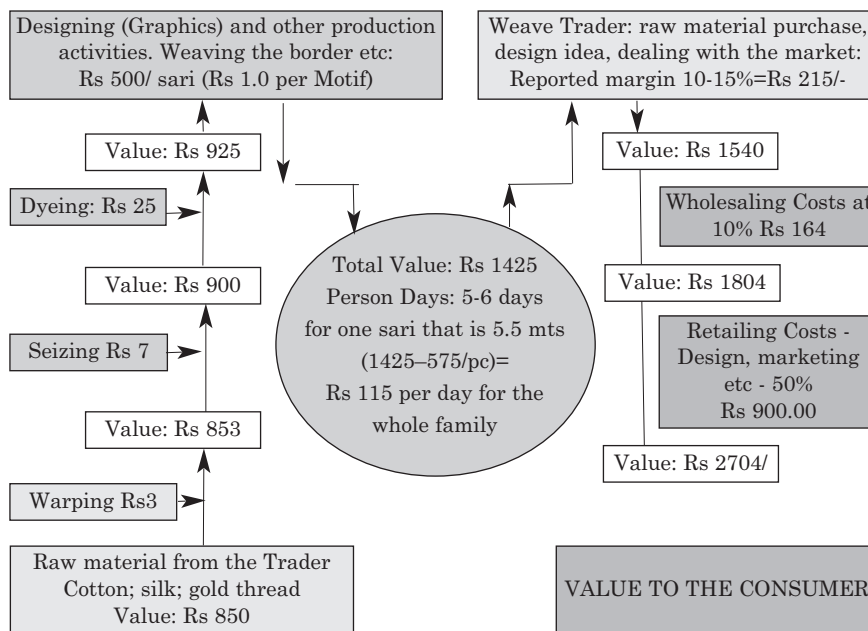 Designing (Graphics) and other production
activities. Weaving the border etc:
Rs 500/ sari (Rs 1.0 per Motif)
Weave Trader: raw material purchase,
design idea, dealing with the market:
Reported margin 10-15%=Rs 215/-
Value: Rs 925
Value: Rs 1540
Dyeing: Rs 25
Wholesaling Costs at
10% Rs 164
Total Value: Rs 1425
Person Days: 5-6 days
for one sari that is 5.5 mts
(1425–575/pc)=
Rs 115 per day for the
whole family
Value: Rs 900
Value: Rs 1804
Seizing Rs 7
Retailing Costs -
Design, marketing
etc - 50%
Rs 900.00
Value: Rs 853
Value: Rs 2704/
Warping Rs3
Raw material from the Trader
Cotton; silk; gold thread
Value: Rs 850
VALUE TO THE CONSUMER